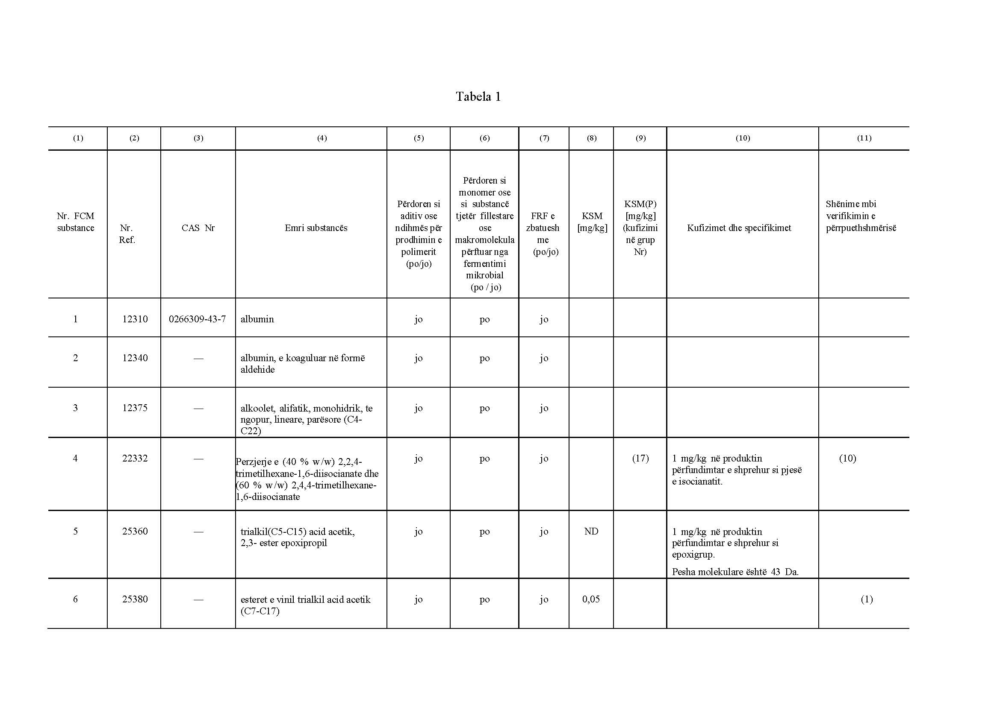 Tabela 1
(1) (2) (3) (4) (5) (6) (7) (8) (9) (10) (11)
Nr. FCM
substance
Nr.
Ref.
CAS Nr
Emri substancës
Përdoren si
aditiv ose
ndihmës për
prodhimin e
polimerit
(po/jo)
Përdoren si
monomer ose
si substancë
tjetër fillestare
ose
makromolekula
përftuar nga
fermentimi
mikrobial
(po / jo)
FRF e
zbatuesh
me
(po/jo)
KSM
[mg/kg]
KSM(P)
[mg/kg]
(kufizimi
në grup
Nr)
Kufizimet dhe specifikimet
Shënime mbi
verifikimin e
përrpuethshmërisë
1 12310 0266309-43-7 albumin jo po jo
2 12340 — albumin, e koaguluar në formë jo po jo
aldehide
3 12375 — alkoolet, alifatik, monohidrik, te jo po jo
ngopur, lineare, parësore (C4-
C22)
4 22332 — Perzjerje e (40 % w/w) 2,2,4-
trimetilhexane-1,6-diisocianate dhe
(60 % w/w) 2,4,4-trimetilhexane-
1,6-diisocianate
jo po jo (17) 1 mg/kg në produktin
përfundimtar e shprehur si pjesë
e isocianatit.
(10)
5 25360 — trialkil(C5-C15) acid acetik,
2,3- ester epoxipropil
jo po jo ND 1 mg/kg në produktin
përfundimtar e shprehur si
epoxigrup.
Pesha molekulare është 43 Da.
6 25380 — esteret e vinil trialkil acid acetik
(C7-C17)
jo po jo 0,05 (1)